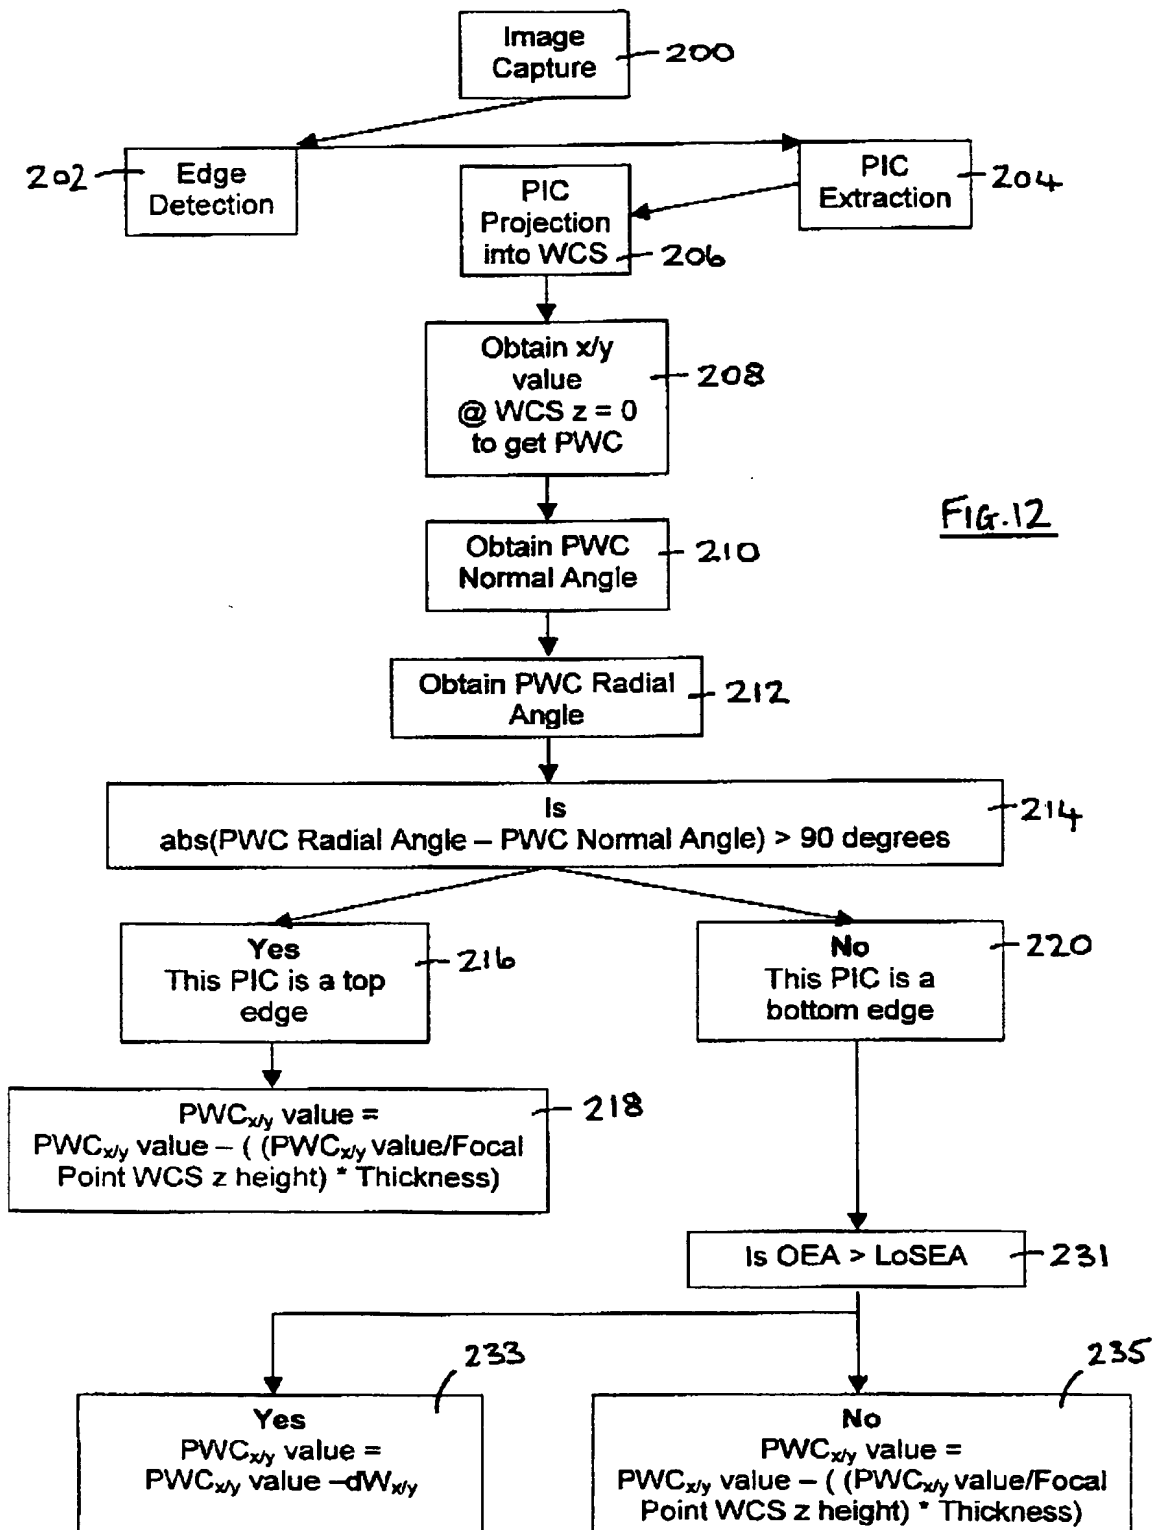 Image
Capture
200
202
Edge
Detection
PIC
Extraction
204
PIC
Projection
into WCS
206
Obtain x/y
value
@ WCS z = 0
to get PWC
208
FIG.12
Obtain PWC
Normal Angle
210
Obtain PWC Radial
Angle
212
Is
abs(PWC Radial Angle – PWC Normal Angle) > 90 degrees
214
Yes
This PIC is a top
edge
216
No
This PIC is a
bottom edge
220
PWCx/y value =
PWCx/y value – ( (PWCx/y value/Focal
Point WCS z height) * Thickness)
218
Is OEA > LoSEA
231
233
Yes
PWCx/y value =
PWCx/y value –dWx/y
235
No
PWCx/y value =
PWCx/y value – ( (PWCx/y value/Focal
Point WCS z height) * Thickness)